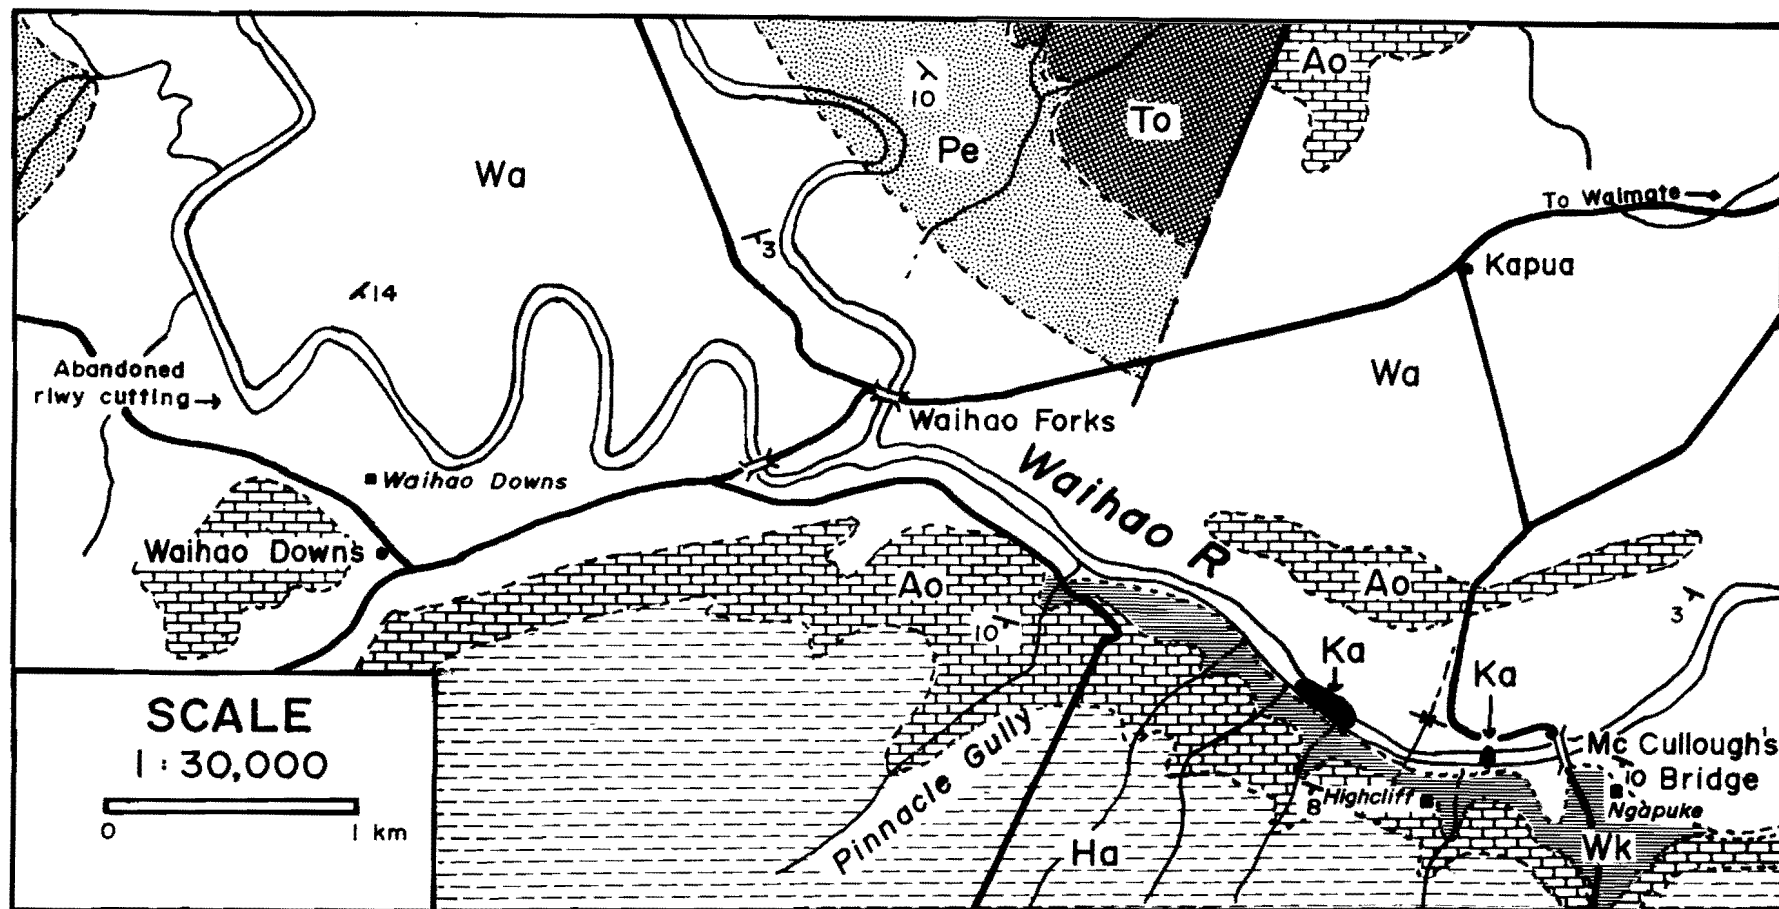 Ao
10
To
Pe
Wa
To Waimate →
3
Kapua
14
Abandoned
rlwy cutting →
Wa
Waihao Forks
Waihao R
Waihao Downs
Waihao Downs
Ao
Ao
3
10
Ka
Ka
SCALE
1 : 30,000
0 1 km
Pinnacle Gully
Mc Cullough's
Bridge
10
8
Highcliff
Ngapuke
Ha
Wk